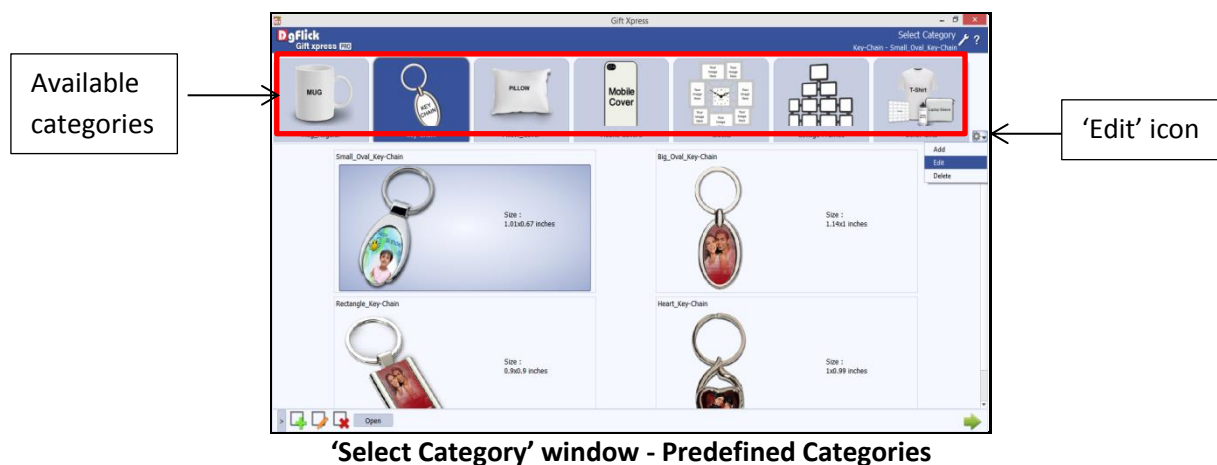 Gift Xpress
DgFlick
Gift xpress PRO
Select Category
Key-Chain - Small_Oval_Key-Chain
?
Available
categories
MUG
KEY
CHAIN
PILLOW
Mobile
Cover
T-Shirt
'Edit' icon
Add
Edit
Delete
Small_Oval_Key-Chain
Big_Oval_Key-Chain
Size :
1.01x0.67 inches
Size :
1.14x1 inches
Rectangle_Key-Chain
Heart_Key-Chain
Size :
0.9x0.9 inches
Size :
1x0.99 inches
Open
'Select Category' window - Predefined Categories